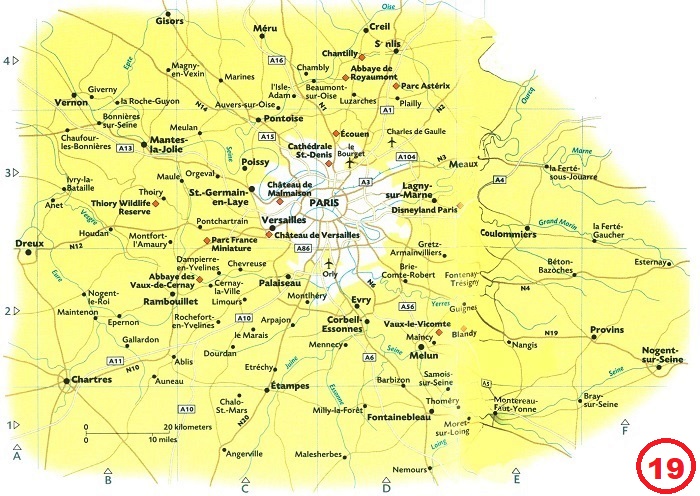 Oise
Gisors
Méru
Creil
Senlis
4
Chantilly
Epte
Magny-
en-Vexin
Marines
A16
Chambly
Abbaye de
Royaumont
Parc Astérix
Giverny
Vernon
la Roche-Guyon
l'Isle-
Adam
Beaumont-
sur-Oise
Luzarches
Plailly
Ourcq
N14
Auvers-sur-Oise
N1
A1
N2
Bonnières
sur-Seine
Pontoise
Meulan
Chaufour-
les-Bonnières
Mantes-
la-Jolie
A15
Écouen
Charles de Gaulle
A13
Seine
Poissy
Cathédrale
St.-Denis
le
Bourget
A104
N3
Meaux
Marne
3
Ivry-la-
Bataille
Maule
Orgeval
A3
A4
la Ferté-
sous-Jouarre
Anet
Thoiry
Thiory Wildlife
Reserve
St.-Germain-
en-Laye
Château de
Malmaison
PARIS
Lagny-
sur-Marne
Disneyland Paris
Vesgre
Pontchartrain
Versailles
Grand Morin
Houdan
Château de Versailles
Coulommiers
la Ferté-
Gaucher
Dreux
N12
Montfort-
l'Amaury
Parc France
Miniature
A86
Gretz-
Armainvilliers
Dampierre-
en-Yvelines
Chevreuse
Orly
Béton-
Bazoches
Esternay
Eure
Abbaye des
Vaux-de-Cernay
Cernay-
la-Ville
Palaiseau
N6
Brie-
Comte-Robert
Fontenay
Tresigny
N4
Nogent-
le-Roi
Rambouillet
Limours
Montlhéry
Evry
A56
Yerres
Guignes
2
Maintenon
Epernon
Rochefort-
en-Yvelines
A10
Arpajon
Corbeil-
Essonnes
Vaux-le-Vicomte
Blandy
N19
Provins
Gallardon
le Marais
Mennecy
Seine
Maincy
Melun
Nangis
Nogent-
sur-Seine
Dourdan
A6
A11
N10
Ablis
Juine
Etréchy
Chartres
Auneau
Étampes
Essonne
Barbizon
Samois-
sur-Seine
A5
Seine
A10
Chalo-
St.-Mars
N20
Milly-la-Forêt
Thoméry
Fontainebleau
Montereau-
Faut-Yonne
Bray-
sur-Seine
1
0 20 kilometers
0 10 miles
Moret-
sur-Loing
F
A
Angerville
Malesherbes
Loing
Nemours
19
B
C
D
E